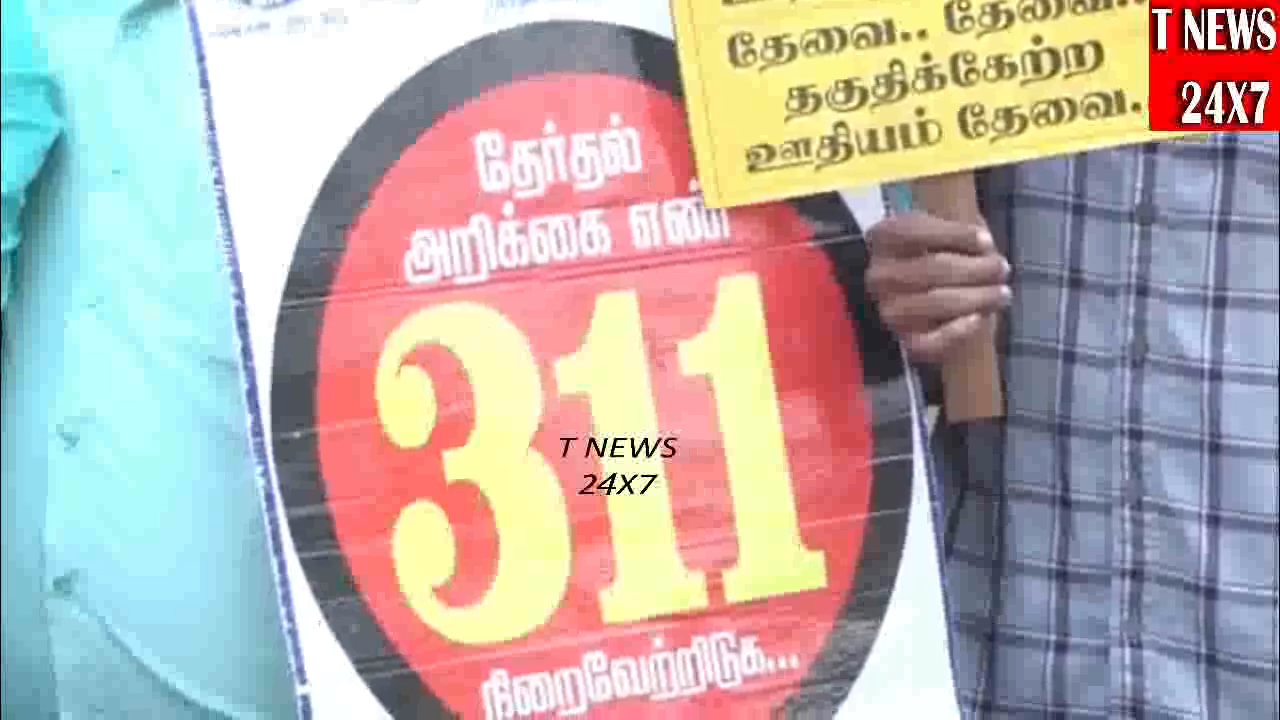 தேவை.. தேவை..
தகுதிக்கேற்ற
ஊதியம் தேவை..
T NEWS
24X7
தேர்தல்
அறிக்கை எண்
311
T NEWS
24X7
நிறைவேற்றிடுக...